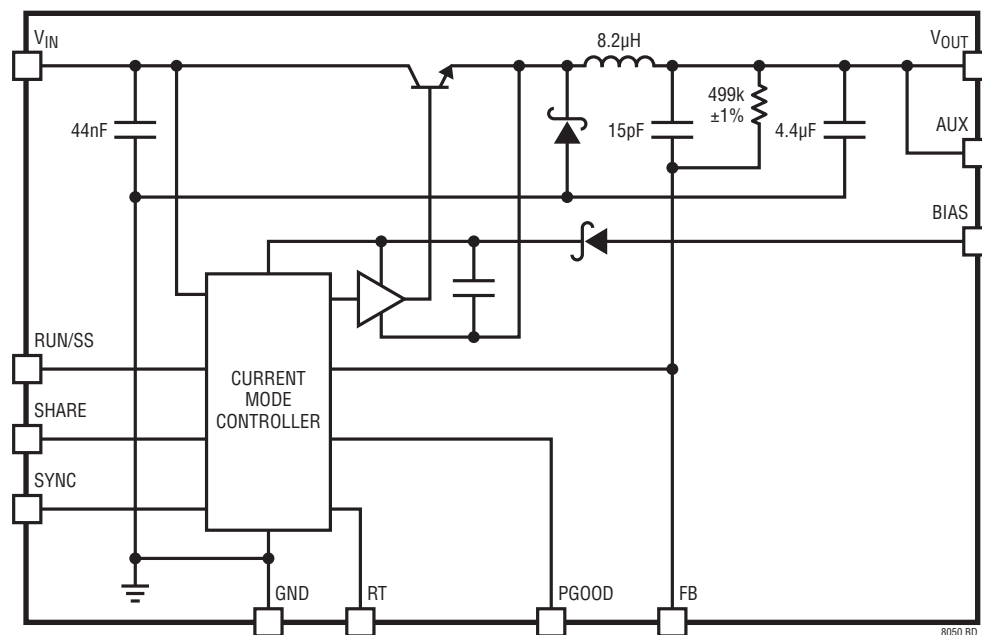 V_IN
8.2µH
V_OUT
44nF
15pF
499k
±1%
4.4µF
AUX
BIAS
RUN/SS
SHARE
SYNC
CURRENT
MODE
CONTROLLER
GND
RT
PGOOD
FB
8050 BD